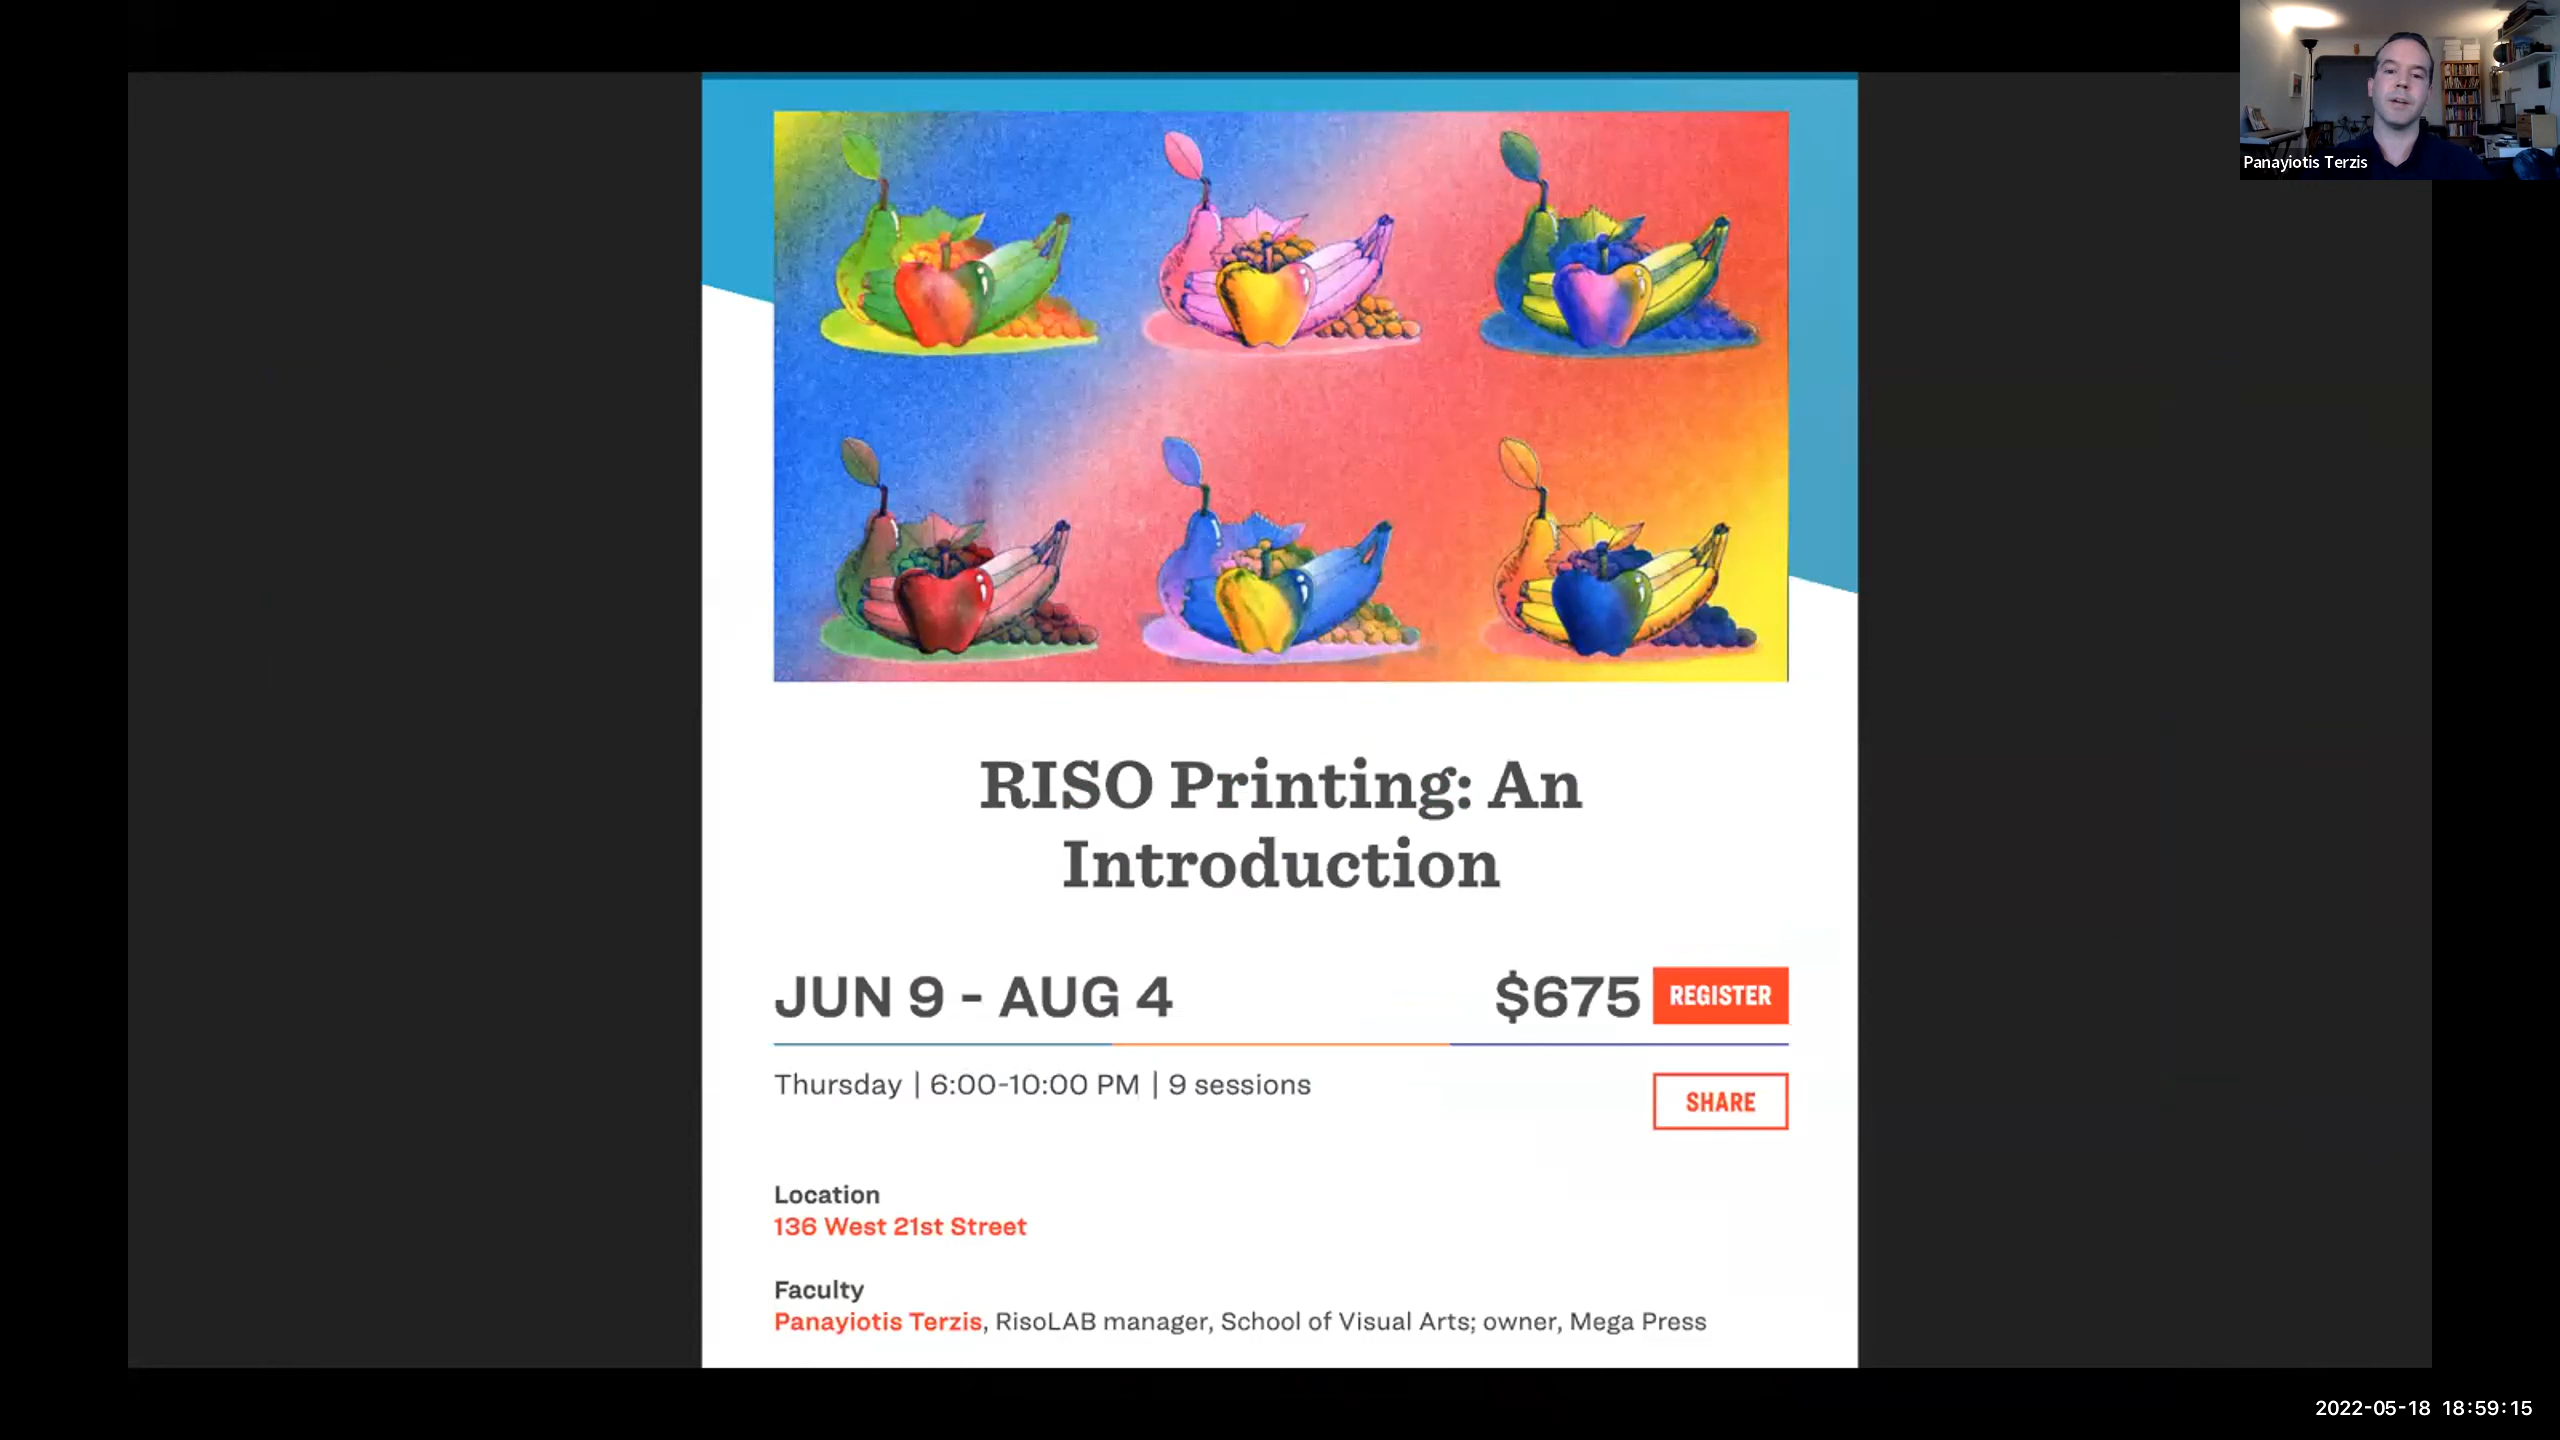 Panayiotis Terzis
RISO Printing: An
Introduction
JUN 9 - AUG 4
$675 REGISTER
Thursday | 6:00-10:00 PM | 9 sessions
SHARE
Location
136 West 21st Street
Faculty
Panayiotis Terzis, RisoLAB manager, School of Visual Arts; owner, Mega Press
2022-05-18 18:59:15